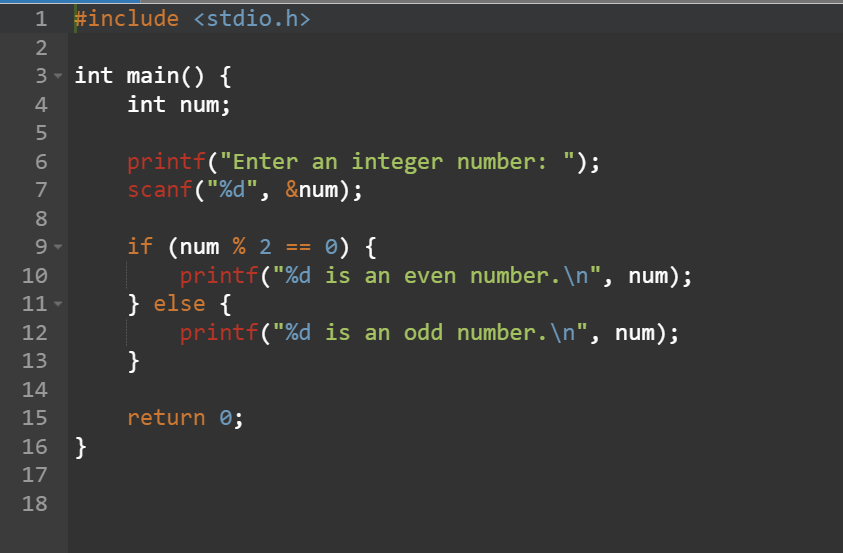 1 #include <stdio.h>
2
3 int main() {
4     int num;
5
6     printf("Enter an integer number: ");
7     scanf("%d", &num);
8
9     if (num % 2 == 0) {
10         printf("%d is an even number.\n", num);
11     } else {
12         printf("%d is an odd number.\n", num);
13     }
14
15     return 0;
16 }
17
18